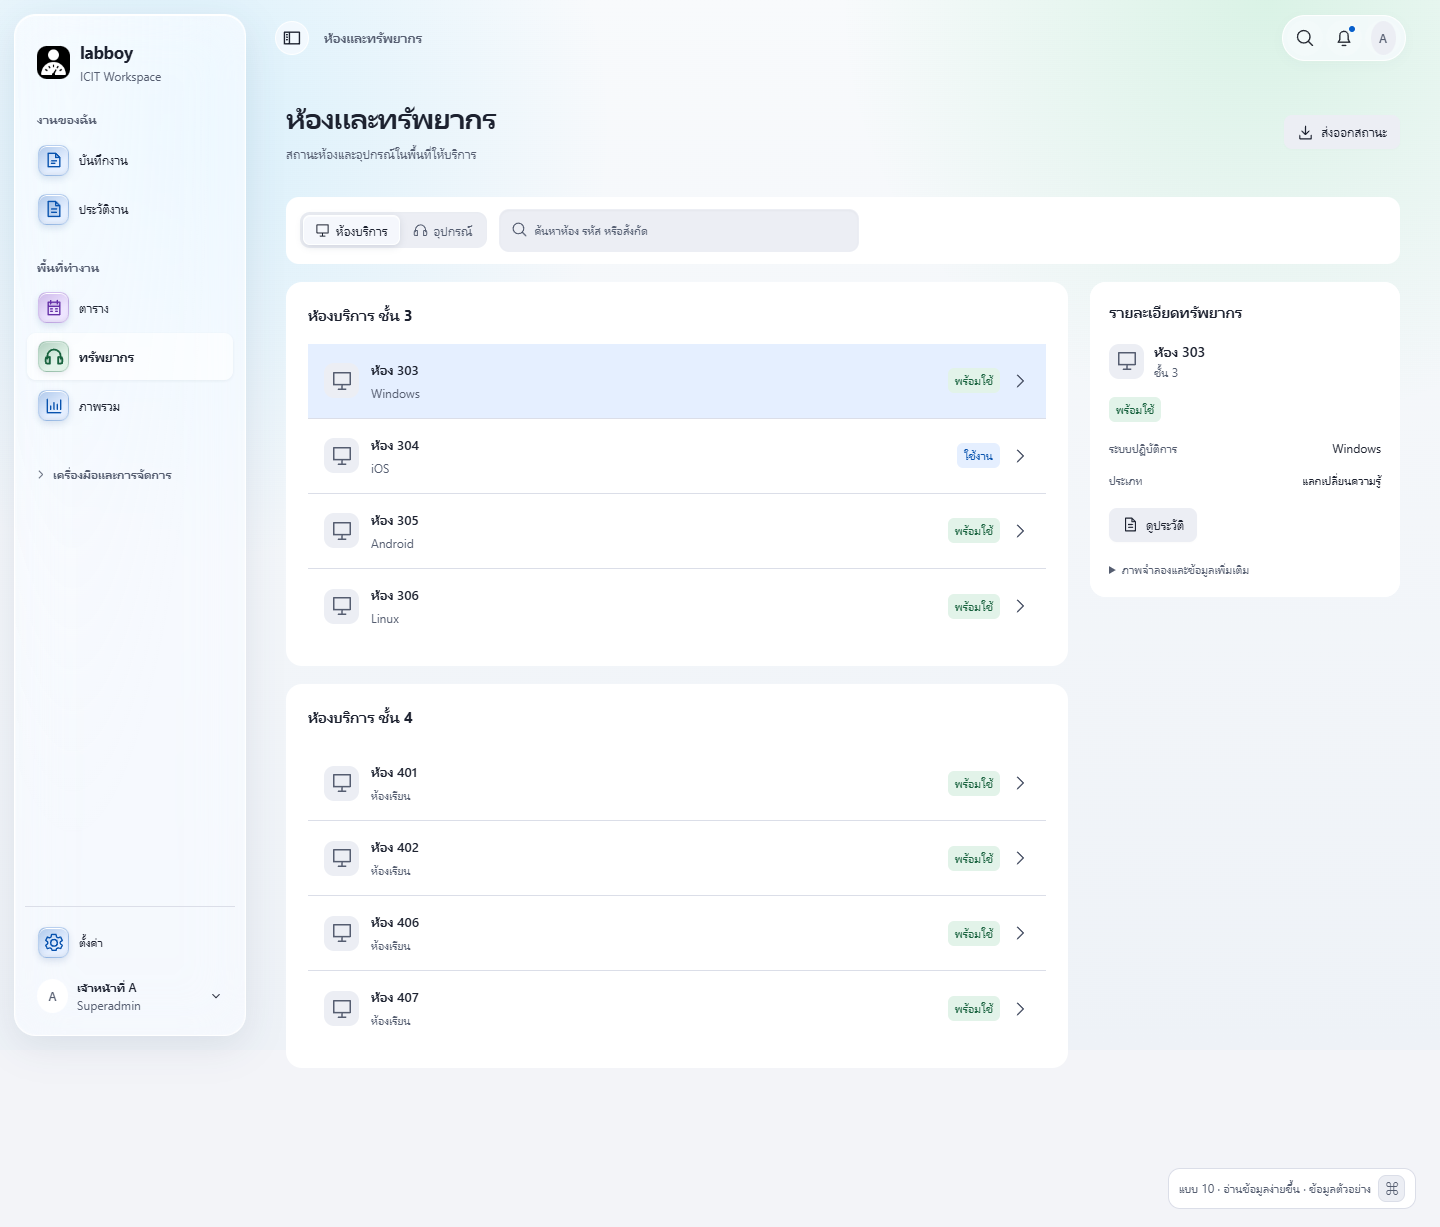 labboy
ICIT Workspace
งานของฉัน
บันทึกงาน
ประวัติงาน
พื้นที่ทำงาน
ตาราง
ทรัพยากร
ภาพรวม
เครื่องมือและการจัดการ
ตั้งค่า
A
เจ้าหน้าที่ A
Superadmin
ห้องและทรัพยากร
A
ห้องและทรัพยากร
สถานะห้องและอุปกรณ์ในพื้นที่ให้บริการ
ส่งออกสถานะ
ห้องบริการ
อุปกรณ์
ค้นหาห้อง รหัส หรือสังกัด
ห้องบริการ ชั้น 3
ห้อง 303
Windows
พร้อมใช้
ห้อง 304
iOS
ใช้งาน
ห้อง 305
Android
พร้อมใช้
ห้อง 306
Linux
พร้อมใช้
ห้องบริการ ชั้น 4
ห้อง 401
ห้องเรียน
พร้อมใช้
ห้อง 402
ห้องเรียน
พร้อมใช้
ห้อง 406
ห้องเรียน
พร้อมใช้
ห้อง 407
ห้องเรียน
พร้อมใช้
รายละเอียดทรัพยากร
ห้อง 303
ชั้น 3
พร้อมใช้
ระบบปฏิบัติการ Windows
ประเภท แลกเปลี่ยนความรู้
ดูประวัติ
ภาพจำลองและข้อมูลเพิ่มเติม
แบบ 10 · อ่านข้อมูลง่ายขึ้น · ข้อมูลตัวอย่าง ⌘